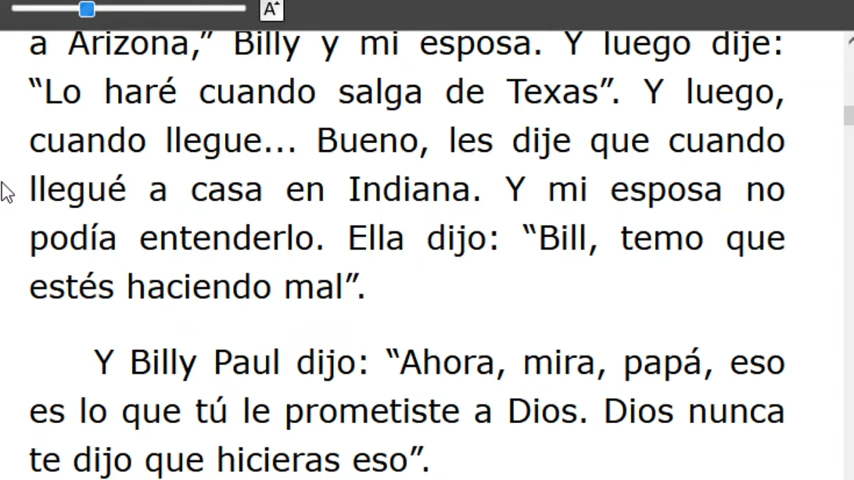 A
a Arizona,” Billy y mi esposa. Y luego dije:
“Lo haré cuando salga de Texas”. Y luego,
cuando llegue... Bueno, les dije que cuando
llegué a casa en Indiana. Y mi esposa no
podía entenderlo. Ella dijo: “Bill, temo que
estés haciendo mal”.
Y Billy Paul dijo: “Ahora, mira, papá, eso
es lo que tú le prometiste a Dios. Dios nunca
te dijo que hicieras eso”.